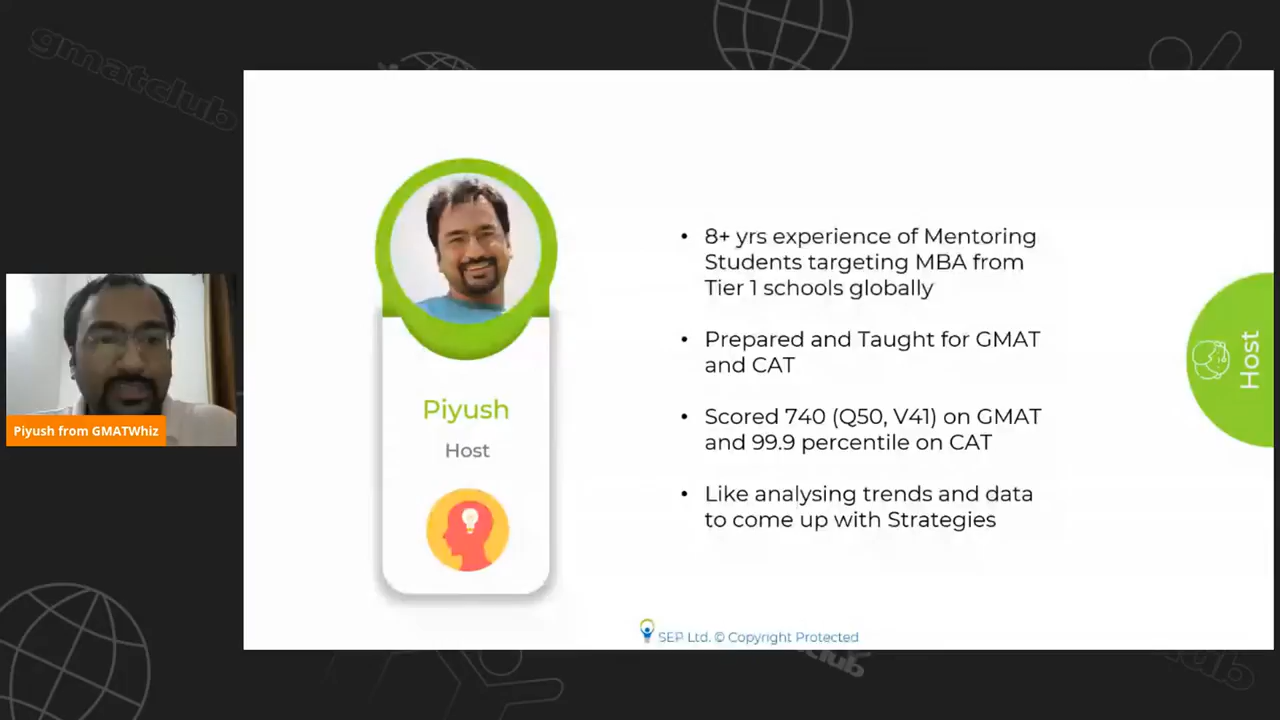 gmatclub
8+ yrs experience of Mentoring
Students targeting MBA from
Tier 1 schools globally
Prepared and Taught for GMAT
and CAT
Scored 740 (Q50, V41) on GMAT
and 99.9 percentile on CAT
Like analysing trends and data
to come up with Strategies
Piyush
Host
Host
Piyush from GMATWhiz
SEP Ltd. © Copyright Protected
club